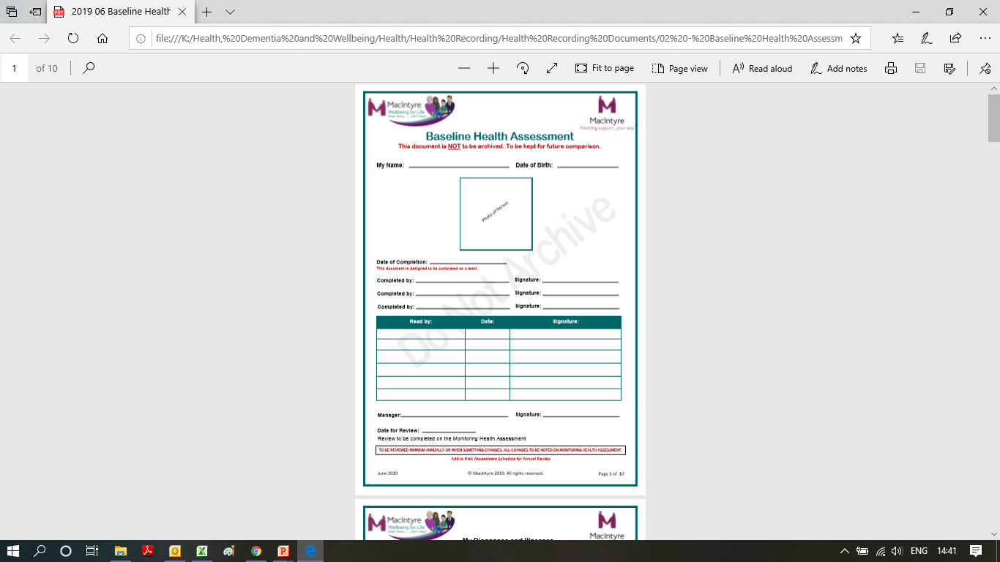 2019 06 Baseline Healtl
file:///K:/Health,%20Dementia%20and%20Wellbeing/Health/Health%20Recording/Health%20Recording%20Documents/02%20-%20Baseline%20Health%20Assessm
1 of 10
Fit to page
Page view
Read aloud
Add notes
MacIntyre
Wellbeing for Life
MacIntyre
Providing support...your way
Baseline Health Assessment
This document is NOT to be archived. To be kept for future comparison.
My Name: Date of Birth:
Photo of Person
Do Not Archive
Date of Completion:
This document is designed to be completed as a team.
Completed by: Signature:
Completed by: Signature:
Completed by: Signature:
Read by: Date: Signature:
Manager: Signature:
Date for Review:
Review to be completed on the Monitoring Health Assessment
TO BE REVIEWED MINIMUM ANNUALLY OR WHEN SOMETHING CHANGES. ALL CHANGES TO BE NOTED ON MONITORING HEALTH ASSESSMENT.
Add to Risk Assessment Schedule for Annual Review
June 2019 © MacIntyre 2019. All rights reserved. Page 1 of 10
MacIntyre
Wellbeing for Life
MacIntyre
My Diagnoses and Illnesses
ENG 14:41